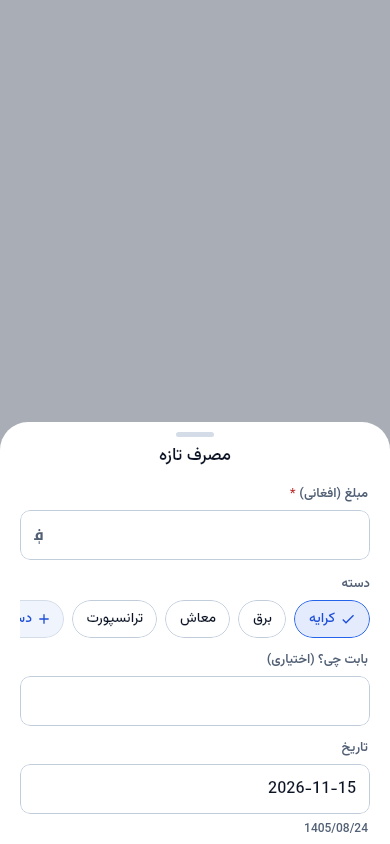 مصرف تازه
مبلغ (افغانی) *
؋
دسته
کرایه
برق
معاش
ترانسپورت
بابت چی؟ (اختیاری)
تاریخ
2026-11-15
1405/08/24